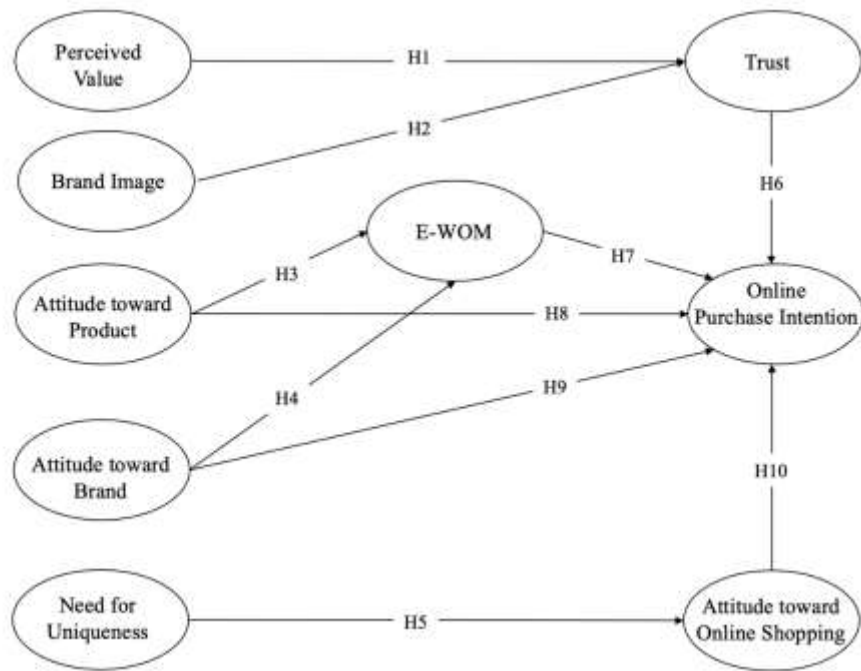 Perceived
Value
H1
Trust
H2
Brand Image
H6
E-WOM
H7
H3
Attitude toward
Product
H8
Online
Purchase Intention
H4
H9
Attitude toward
Brand
H10
Need for
Uniqueness
H5
Attitude toward
Online Shopping